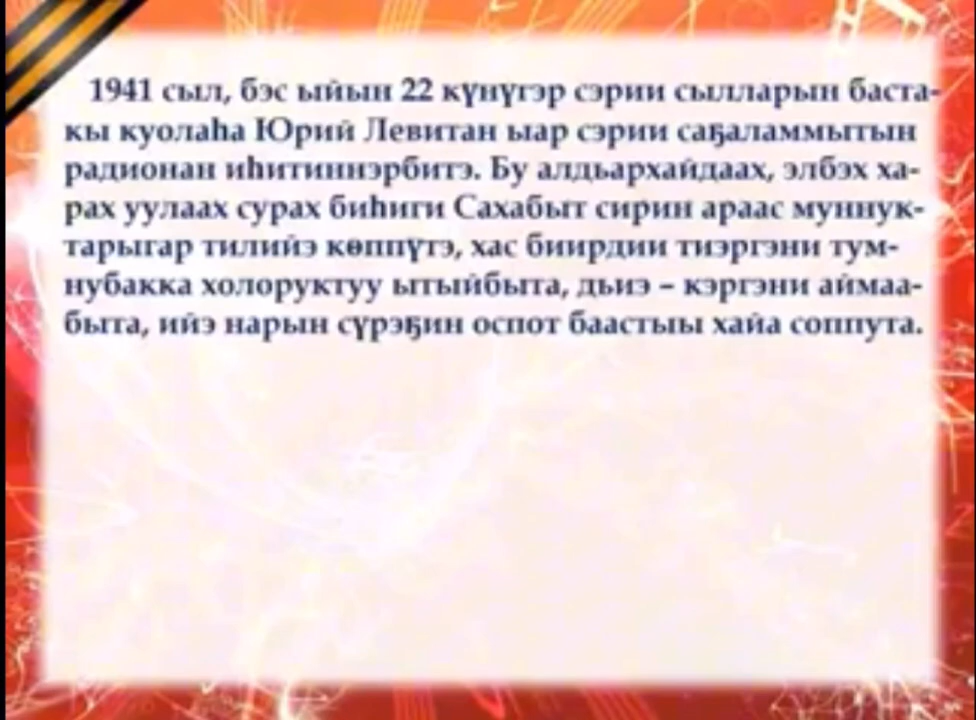 1941 сыл, бэс ыйын 22 күнүгэр сэрии сылларын баста-
кы куолаһа Юрий Левитан ыар сэрии саҕаламмытын
радионан иһитиннэрбитэ. Бу алдьархайдаах, элбэх ха-
рах уулаах сурах биһиги Сахабыт сирин араас муннук-
тарыгар тилийэ көппүтэ, хас биирдии тиэргэни тум-
нубакка холоруктуу ытыйбыта, дьиэ – кэргэни аймаа-
быта, ийэ нарын сүрэҕин оспот баастыы хайа соппута.